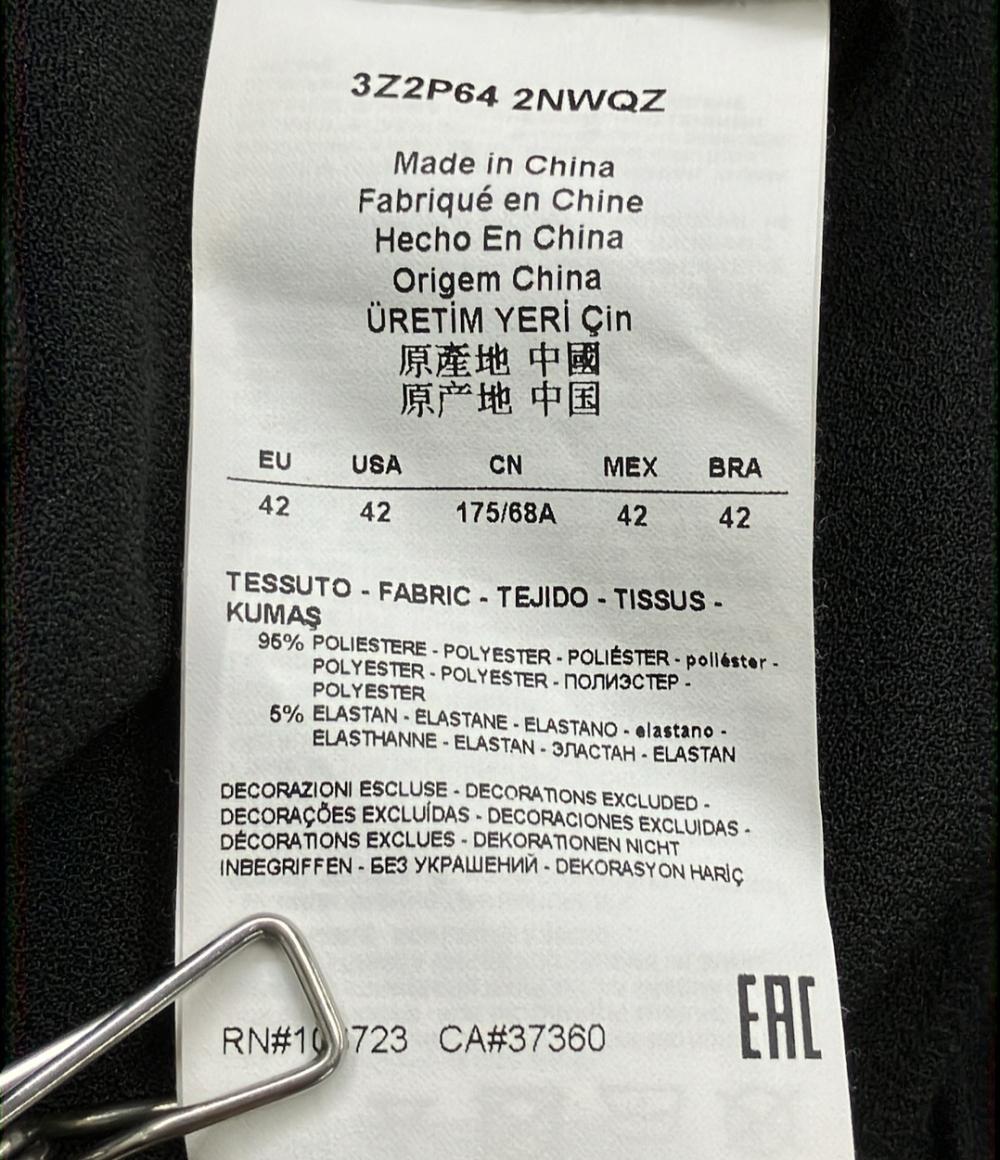 3Z2P64 2NWQZ
Made in China
Fabriqué en Chine
Hecho En China
Origem China
ÜRETİM YERİ Çin
原產地 中國
原产地 中国
EU USA CN MEX BRA
42 42 175/68A 42 42
TESSUTO - FABRIC - TEJIDO - TISSUS -
KUMAŞ
95% POLIESTERE - POLYESTER - POLIÉSTER - poliéster -
POLYESTER - POLYESTER - ПОЛИЭСТЕР -
POLYESTER
5% ELASTAN - ELASTANE - ELASTANO - elastano -
ELASTHANNE - ELASTAN - ЭЛАСТАН - ELASTAN
DECORAZIONI ESCLUSE - DECORATIONS EXCLUDED -
DECORAÇÕES EXCLUÍDAS - DECORACIONES EXCLUIDAS -
DÉCORATIONS EXCLUES - DEKORATIONEN NICHT
INBEGRIFFEN - БЕЗ УКРАШЕНИЙ - DEKORASYON HARİÇ
EAC
CA#37360